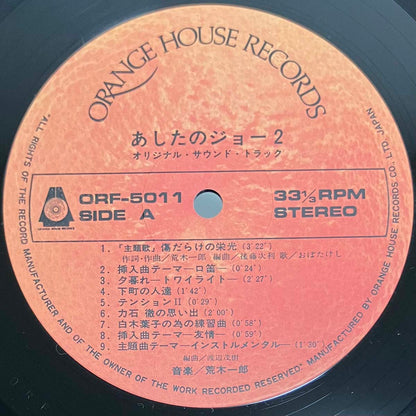 ORANGE HOUSE RECORDS
あしたのジョー2
オリジナル・サウンド・トラック
ORF-5011
SIDE A
33⅓RPM
STEREO
1. 「主題歌」傷だらけの栄光 (3′22″)
作詞・作曲/荒木一郎 編曲/後藤次利 歌/おぼたけし
2. 挿入曲テーマー口笛 (0′24″)
3. 夕暮れートワイライト (2′27″)
4. 下町の人達 (1′42″)
5. テンションⅡ (0′29″)
6. 力石 徹の思い出 (2′00″)
7. 白木葉子の為の練習曲 (0′58″)
8. 挿入曲テーマー友情ー (0′59″)
9. 主題曲テーマーインストルメンタルー (1′30″)
編曲/渡辺茂樹
音楽/荒木一郎
"ALL RIGHTS OF THE RECORD MANUFACTURER AND OF THE OWNER OF THE WORK RECORDED RESERVED" MANUFACTURED BY ORANGE HOUSE RECORDS CO., LTD. JAPAN